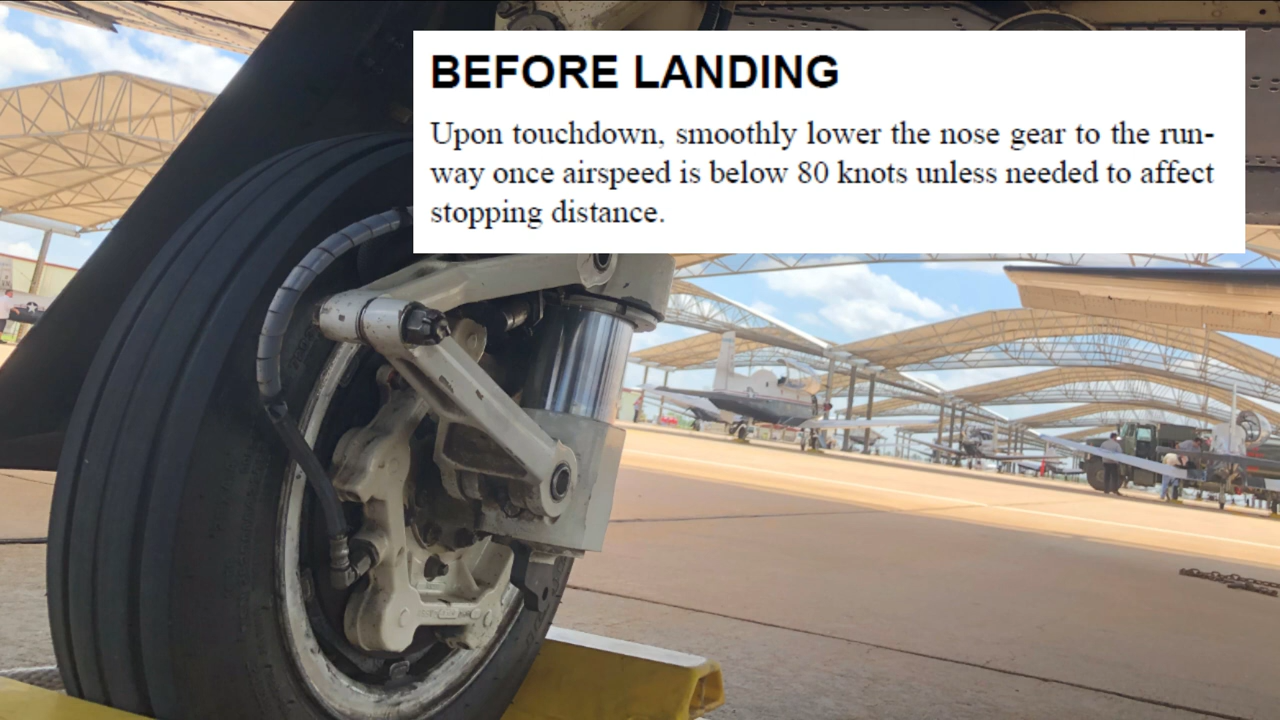 BEFORE LANDING
Upon touchdown, smoothly lower the nose gear to the run-
way once airspeed is below 80 knots unless needed to affect
stopping distance.